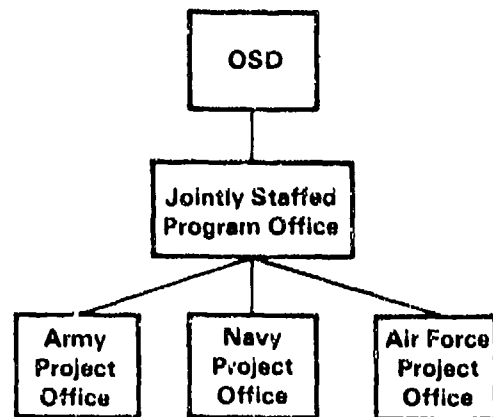 OSD
Jointly Staffed
Program Office
Army
Project
Office
Navy
Project
Office
Air Force
Project
Office